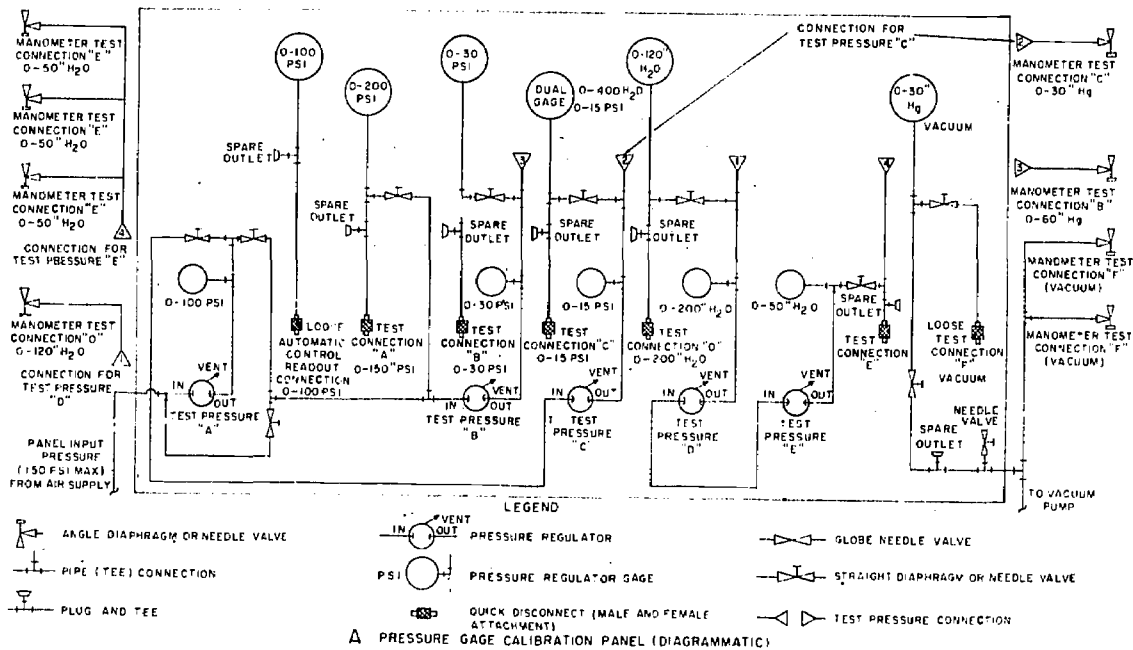 MANOMETER TEST
CONNECTION "E"
0-50" H2O
MANOMETER TEST
CONNECTION "E"
0-50" H2O
MANOMETER TEST
CONNECTION "E"
0-50" H2O
4
CONNECTION FOR
TEST PRESSURE "E"
MANOMETER TEST
CONNECTION "D"
0-120" H2O
CONNECTION FOR
TEST PRESSURE
"D"
PANEL INPUT
PRESSURE
(150 PSI MAX)
FROM AIR SUPPLY
0-100
PSI
0-200
PSI
0-30
PSI
DUAL
GAGE
0-400 H2O
0-15 PSI
0-120"
H2O
CONNECTION FOR
TEST PRESSURE "C"
0-30"
Hg
VACUUM
SPARE
OUTLET
SPARE
OUTLET
SPARE
OUTLET
SPARE
OUTLET
SPARE
OUTLET
SPARE
OUTLET
3
2
1
4
0-100 PSI
0-30 PSI
0-15 PSI
0-200" H2O
0-50" H2O
LOOSE
AUTOMATIC
CONTROL
READOUT
CONNECTION
0-100 PSI
TEST
CONNECTION
"A"
0-150" PSI
TEST
CONNECTION
"B"
0-30 PSI
TEST
CONNECTION "C"
0-15 PSI
TEST
CONNECTION "D"
0-200" H2O
TEST
CONNECTION
"E"
LOOSE
TEST
CONNECTION
"F"
VACUUM
IN
VENT
OUT
TEST PRESSURE
"A"
IN
VENT
OUT
TEST PRESSURE
"B"
IN
VENT
OUT
TEST
PRESSURE
"C"
IN
VENT
OUT
TEST
PRESSURE
"D"
IN
VENT
OUT
TEST
PRESSURE
"E"
NEEDLE
VALVE
SPARE
OUTLET
2
MANOMETER TEST
CONNECTION "C"
0-30" Hg
3
MANOMETER TEST
CONNECTION "B"
0-60" Hg
MANOMETER TEST
CONNECTION "F"
(VACUUM)
MANOMETER TEST
CONNECTION "F"
(VACUUM)
TO VACUUM
PUMP
LEGEND
ANGLE DIAPHRAGM OR NEEDLE VALVE
PIPE (TEE) CONNECTION
PLUG AND TEE
IN
VENT
OUT
PRESSURE REGULATOR
PSI
PRESSURE REGULATOR GAGE
QUICK DISCONNECT (MALE AND FEMALE
ATTACHMENT)
GLOBE NEEDLE VALVE
STRAIGHT DIAPHRAGM OR NEEDLE VALVE
TEST PRESSURE CONNECTION
A PRESSURE GAGE CALIBRATION PANEL (DIAGRAMMATIC)